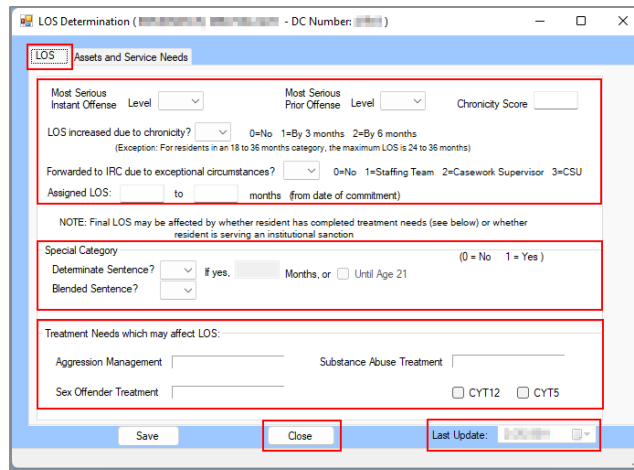 LOS Determination ( - DC Number: )
LOS Assets and Service Needs
Most Serious
Instant Offense Level
Most Serious
Prior Offense Level
Chronicity Score
LOS increased due to chronicity? 0=No 1=By 3 months 2=By 6 months
(Exception: For residents in an 18 to 36 months category, the maximum LOS is 24 to 36 months)
Forwarded to IRC due to exceptional circumstances? 0=No 1=Staffing Team 2=Casework Supervisor 3=CSU
Assigned LOS: to months (from date of commitment)
NOTE: Final LOS may be affected by whether resident has completed treatment needs (see below) or whether
resident is serving an institutional sanction
Special Category
(0 = No 1 = Yes )
Determinate Sentence? If yes, Months, or Until Age 21
Blended Sentence?
Treatment Needs which may affect LOS:
Aggression Management Substance Abuse Treatment
Sex Offender Treatment CYT12 CYT5
Save Close Last Update: